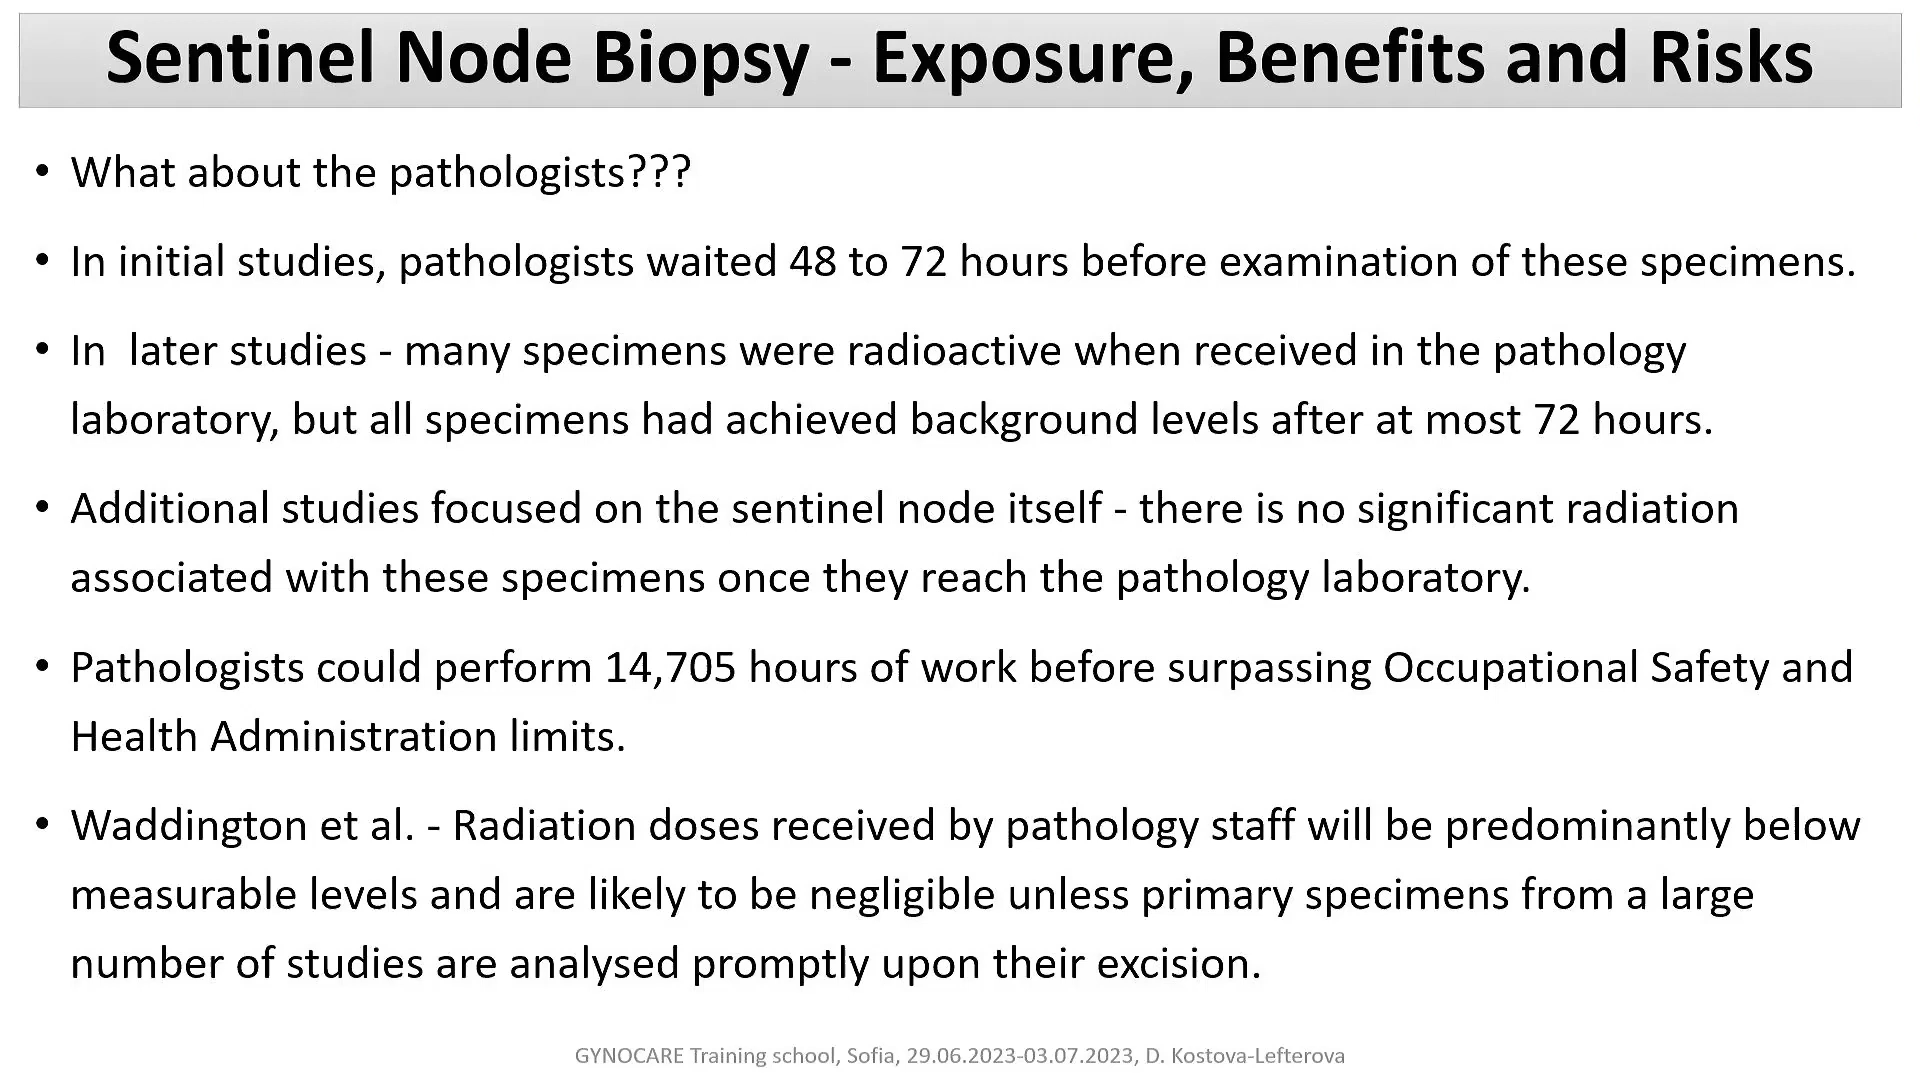 Sentinel Node Biopsy - Exposure, Benefits and Risks
• What about the pathologists???
• In initial studies, pathologists waited 48 to 72 hours before examination of these specimens.
• In  later studies - many specimens were radioactive when received in the pathology
laboratory, but all specimens had achieved background levels after at most 72 hours.
• Additional studies focused on the sentinel node itself - there is no significant radiation
associated with these specimens once they reach the pathology laboratory.
• Pathologists could perform 14,705 hours of work before surpassing Occupational Safety and
Health Administration limits.
• Waddington et al. - Radiation doses received by pathology staff will be predominantly below
measurable levels and are likely to be negligible unless primary specimens from a large
number of studies are analysed promptly upon their excision.
GYNOCARE Training school, Sofia, 29.06.2023-03.07.2023, D. Kostova-Lefterova